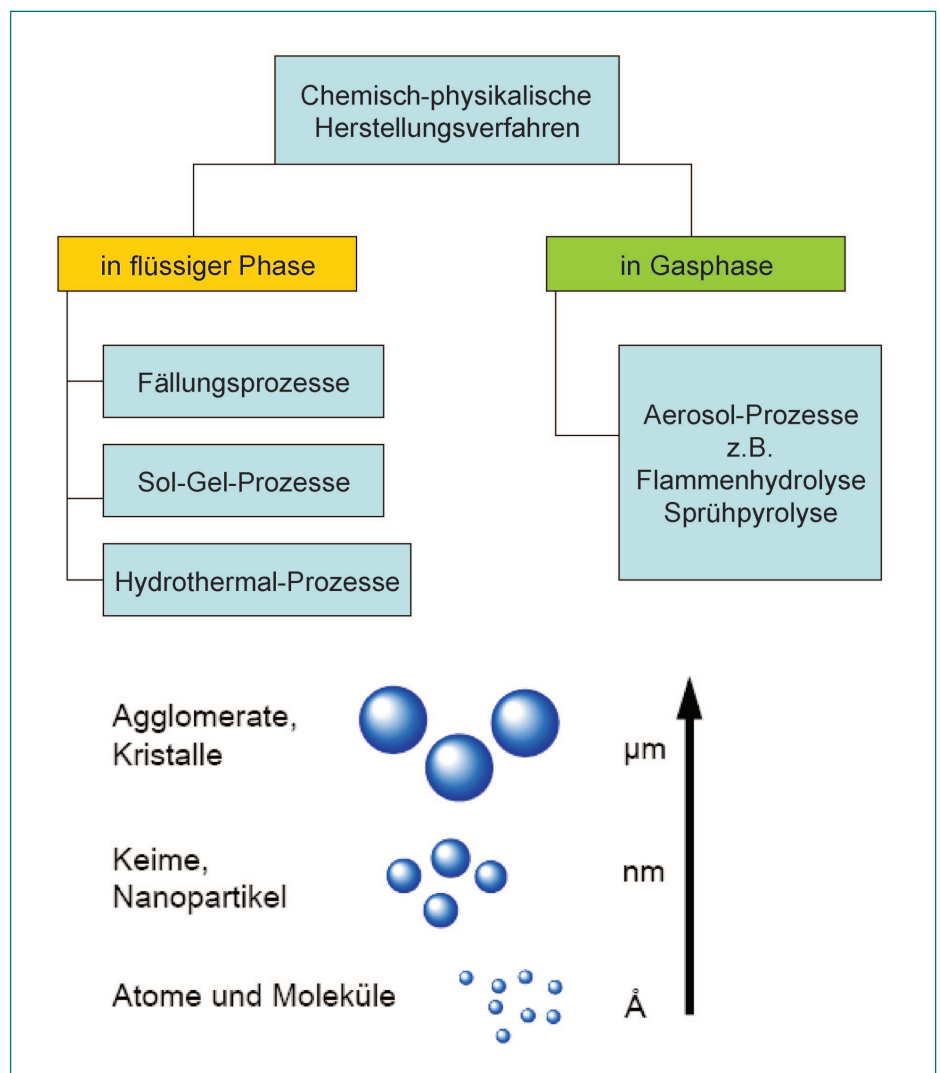 Chemisch-physikalische
Herstellungsverfahren
in flüssiger Phase
Fällungsprozesse
Sol-Gel-Prozesse
Hydrothermal-Prozesse
in Gasphase
Aerosol-Prozesse
z.B.
Flammenhydrolyse
Sprühpyrolyse
Agglomerate,
Kristalle
µm
Keime,
Nanopartikel
nm
Atome und Moleküle
Å